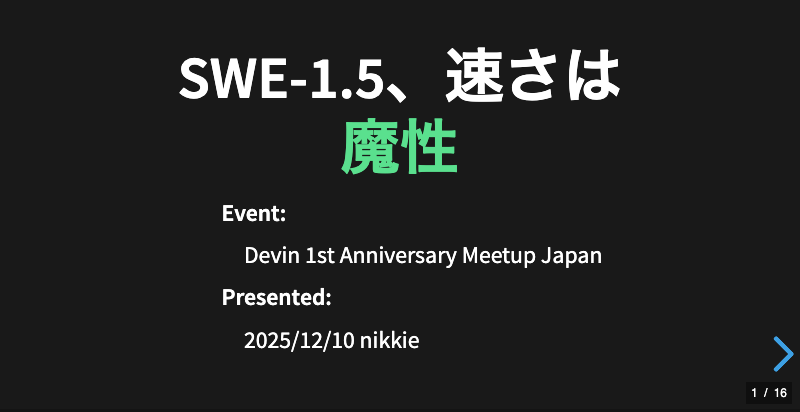 SWE-1.5、速さは
魔性
Event:
Devin 1st Anniversary Meetup Japan
Presented:
2025/12/10 nikkie
1 / 16